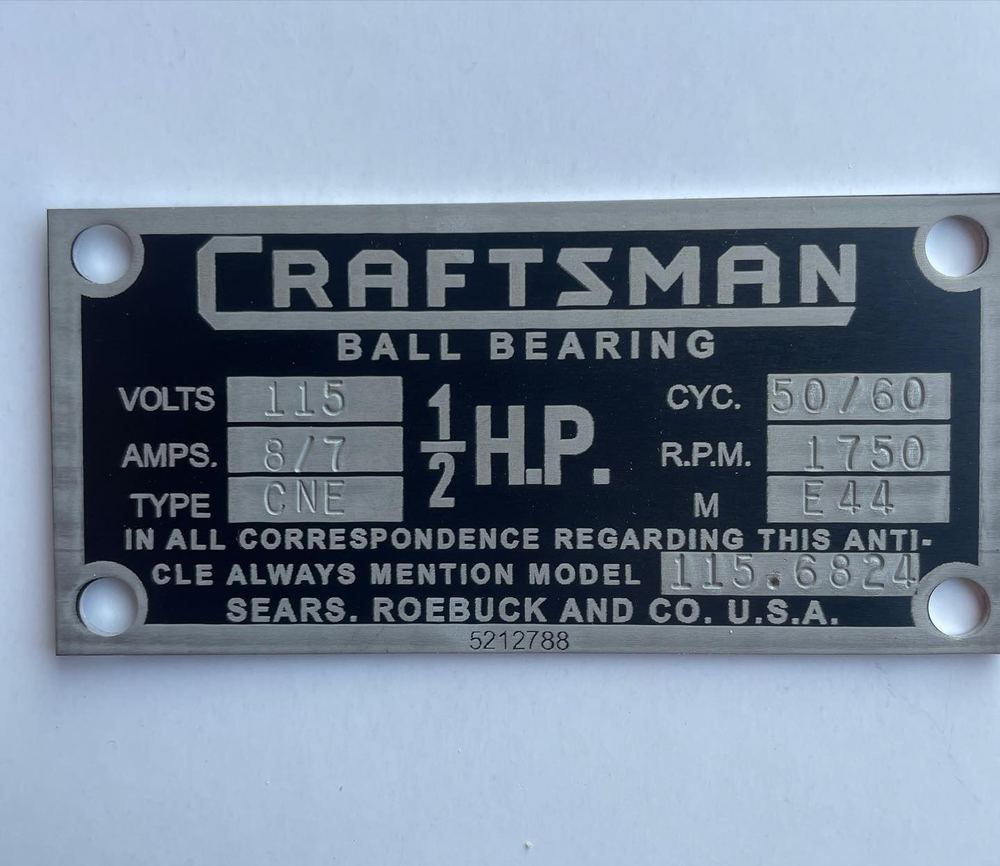 CRAFTSMAN
BALL BEARING
VOLTS 115 1/2 H.P. CYC. 50/60
AMPS. 8/7 R.P.M. 1750
TYPE CNE M E44
IN ALL CORRESPONDENCE REGARDING THIS ANTI-
CLE ALWAYS MENTION MODEL 115.6824
SEARS. ROEBUCK AND CO. U.S.A.
5212788